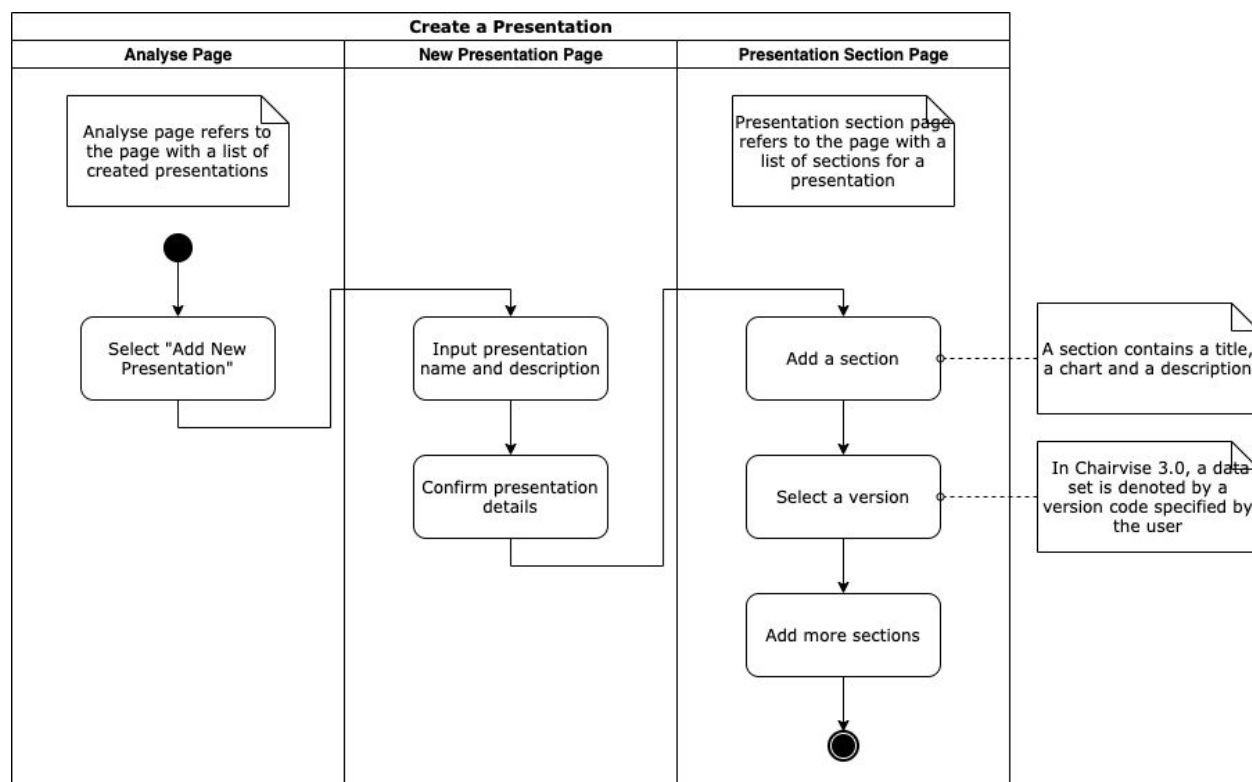 Create a Presentation
Analyse Page
New Presentation Page
Presentation Section Page
Analyse page refers to
the page with a list of
created presentations
Presentation section page
refers to the page with a
list of sections for a
presentation
Select "Add New
Presentation"
Input presentation
name and description
Confirm presentation
details
Add a section
A section contains a title,
a chart and a description
Select a version
In Chairvise 3.0, a data
set is denoted by a
version code specified by
the user
Add more sections